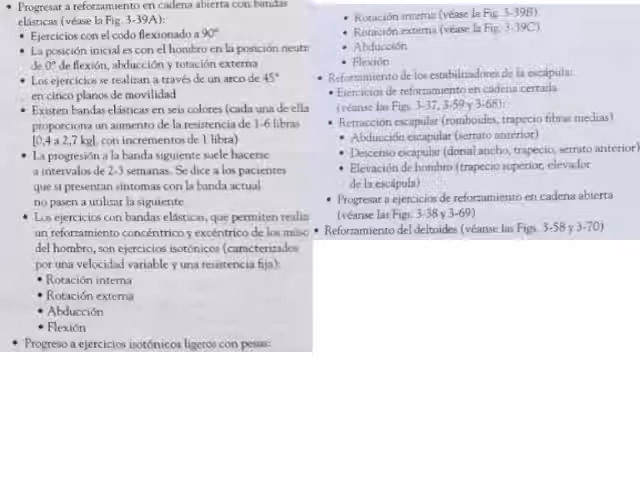 • Progresar a reforzamiento en cadena abierta con bandas
elásticas (véase la Fig. 3-39A):
• Ejercicios con el codo flexionado a 90°
• La posición inicial es con el hombro en la posición neutr
de 0° de flexión, abducción y rotación externa
• Los ejercicios se realizan a través de un arco de 45°
en cinco planos de movilidad
• Existen bandas elásticas en seis colores (cada una de ella
proporciona un aumento de la resistencia de 1-6 libras
[0,4 a 2,7 kg], con incrementos de 1 libra)
• La progresión a la banda siguiente suele hacerse
a intervalos de 2-3 semanas. Se dice a los pacientes
que si presentan síntomas con la banda actual
no pasen a utilizar la siguiente
• Los ejercicios con bandas elásticas, que permiten realiz
un reforzamiento concéntrico y excéntrico de los múso
del hombro, son ejercicios isotónicos (caracterizados
por una velocidad variable y una resistencia fija):
• Rotación interna
• Rotación externa
• Abducción
• Flexión
• Progreso a ejercicios isotónicos ligeros con pesas:
• Rotación interna (véase la Fig. 3-39B)
• Rotación externa (véase la Fig. 3-39C)
• Abducción
• Flexión
• Reforzamiento de los estabilizadores de la escápula:
• Ejercicios de reforzamiento en cadena cerrada
(véanse las Figs. 3-37, 3-59 y 3-68):
• Retracción escapular (romboides, trapecio fibras medias)
• Abducción escapular (serrato anterior)
• Descenso escapular (dorsal ancho, trapecio, serrato anterior)
• Elevación de hombro (trapecio superior, elevador
de la escápula)
• Progresar a ejercicios de reforzamiento en cadena abierta
(véanse las Figs. 3-38 y 3-69)
• Reforzamiento del deltoides (véanse las Figs. 3-58 y 3-70)